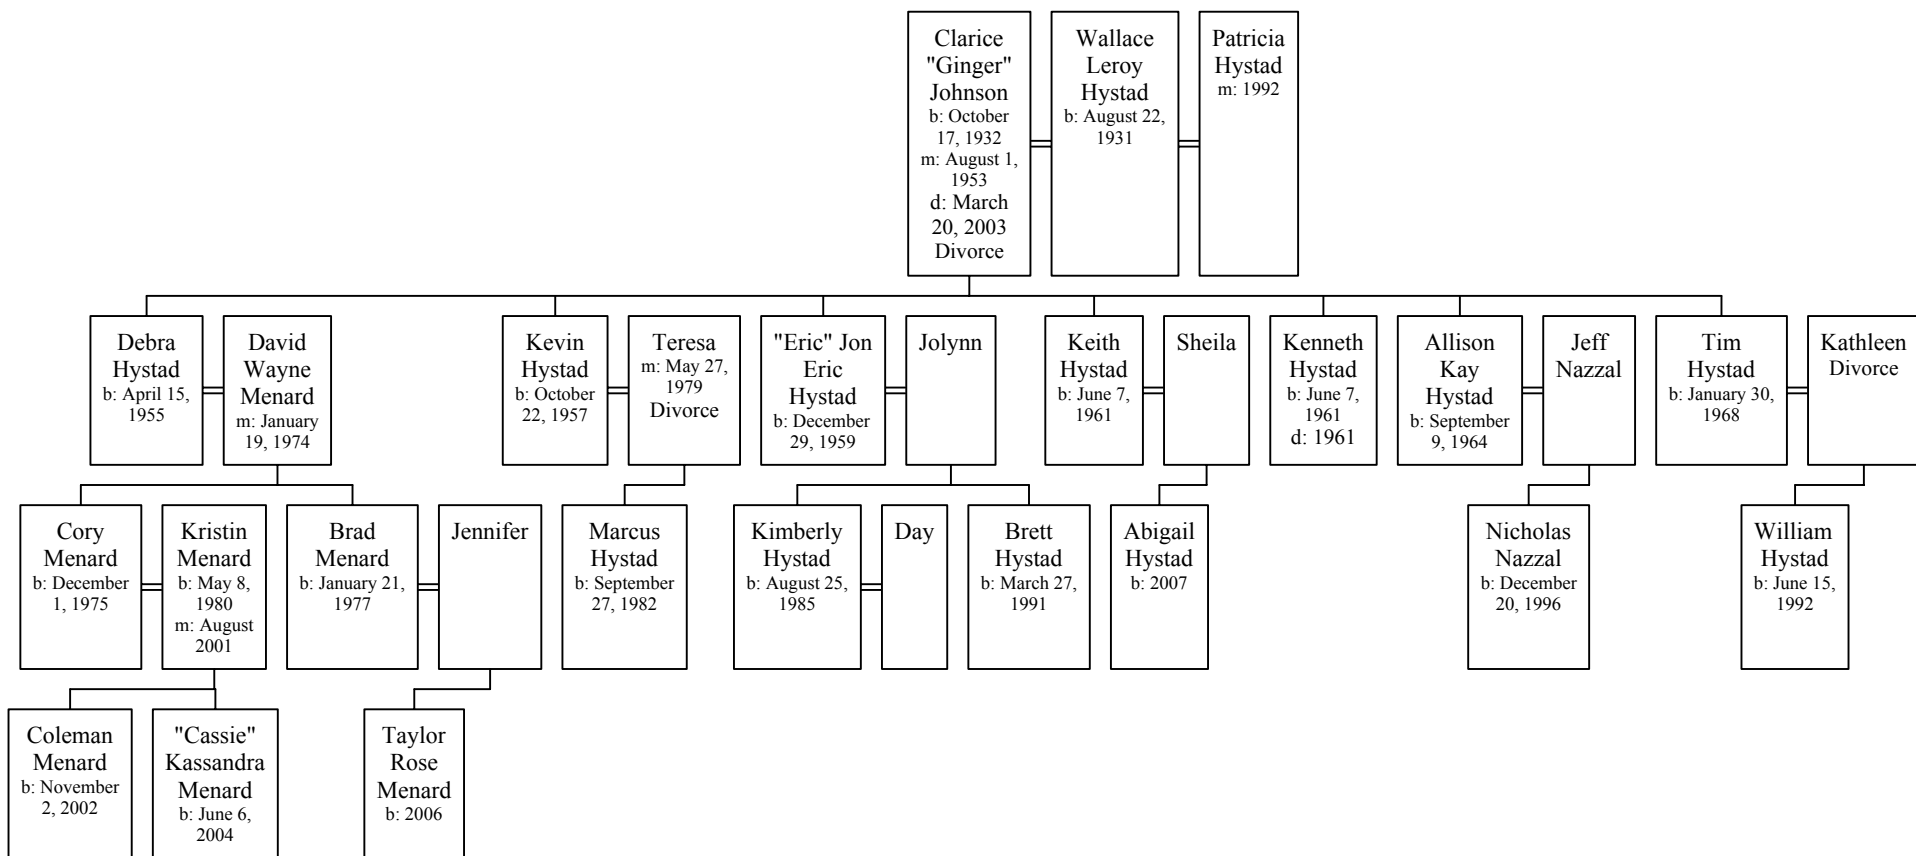 Clarice
"Ginger"
Johnson
b: October
17, 1932
m: August 1,
1953
d: March
20, 2003
Divorce
Wallace
Leroy
Hystad
b: August 22,
1931
Patricia
Hystad
m: 1992
Debra
Hystad
b: April 15,
1955
David
Wayne
Menard
m: January
19, 1974
Kevin
Hystad
b: October
22, 1957
Teresa
m: May 27,
1979
Divorce
"Eric" Jon
Eric
Hystad
b: December
29, 1959
Jolynn
Keith
Hystad
b: June 7,
1961
Sheila
Kenneth
Hystad
b: June 7,
1961
d: 1961
Allison
Kay
Hystad
b: September
9, 1964
Jeff
Nazzal
Tim
Hystad
b: January 30,
1968
Kathleen
Divorce
Cory
Menard
b: December
1, 1975
Kristin
Menard
b: May 8,
1980
m: August
2001
Brad
Menard
b: January 21,
1977
Jennifer
Marcus
Hystad
b: September
27, 1982
Kimberly
Hystad
b: August 25,
1985
Day
Brett
Hystad
b: March 27,
1991
Abigail
Hystad
b: 2007
Nicholas
Nazzal
b: December
20, 1996
William
Hystad
b: June 15,
1992
Coleman
Menard
b: November
2, 2002
"Cassie"
Kassandra
Menard
b: June 6,
2004
Taylor
Rose
Menard
b: 2006